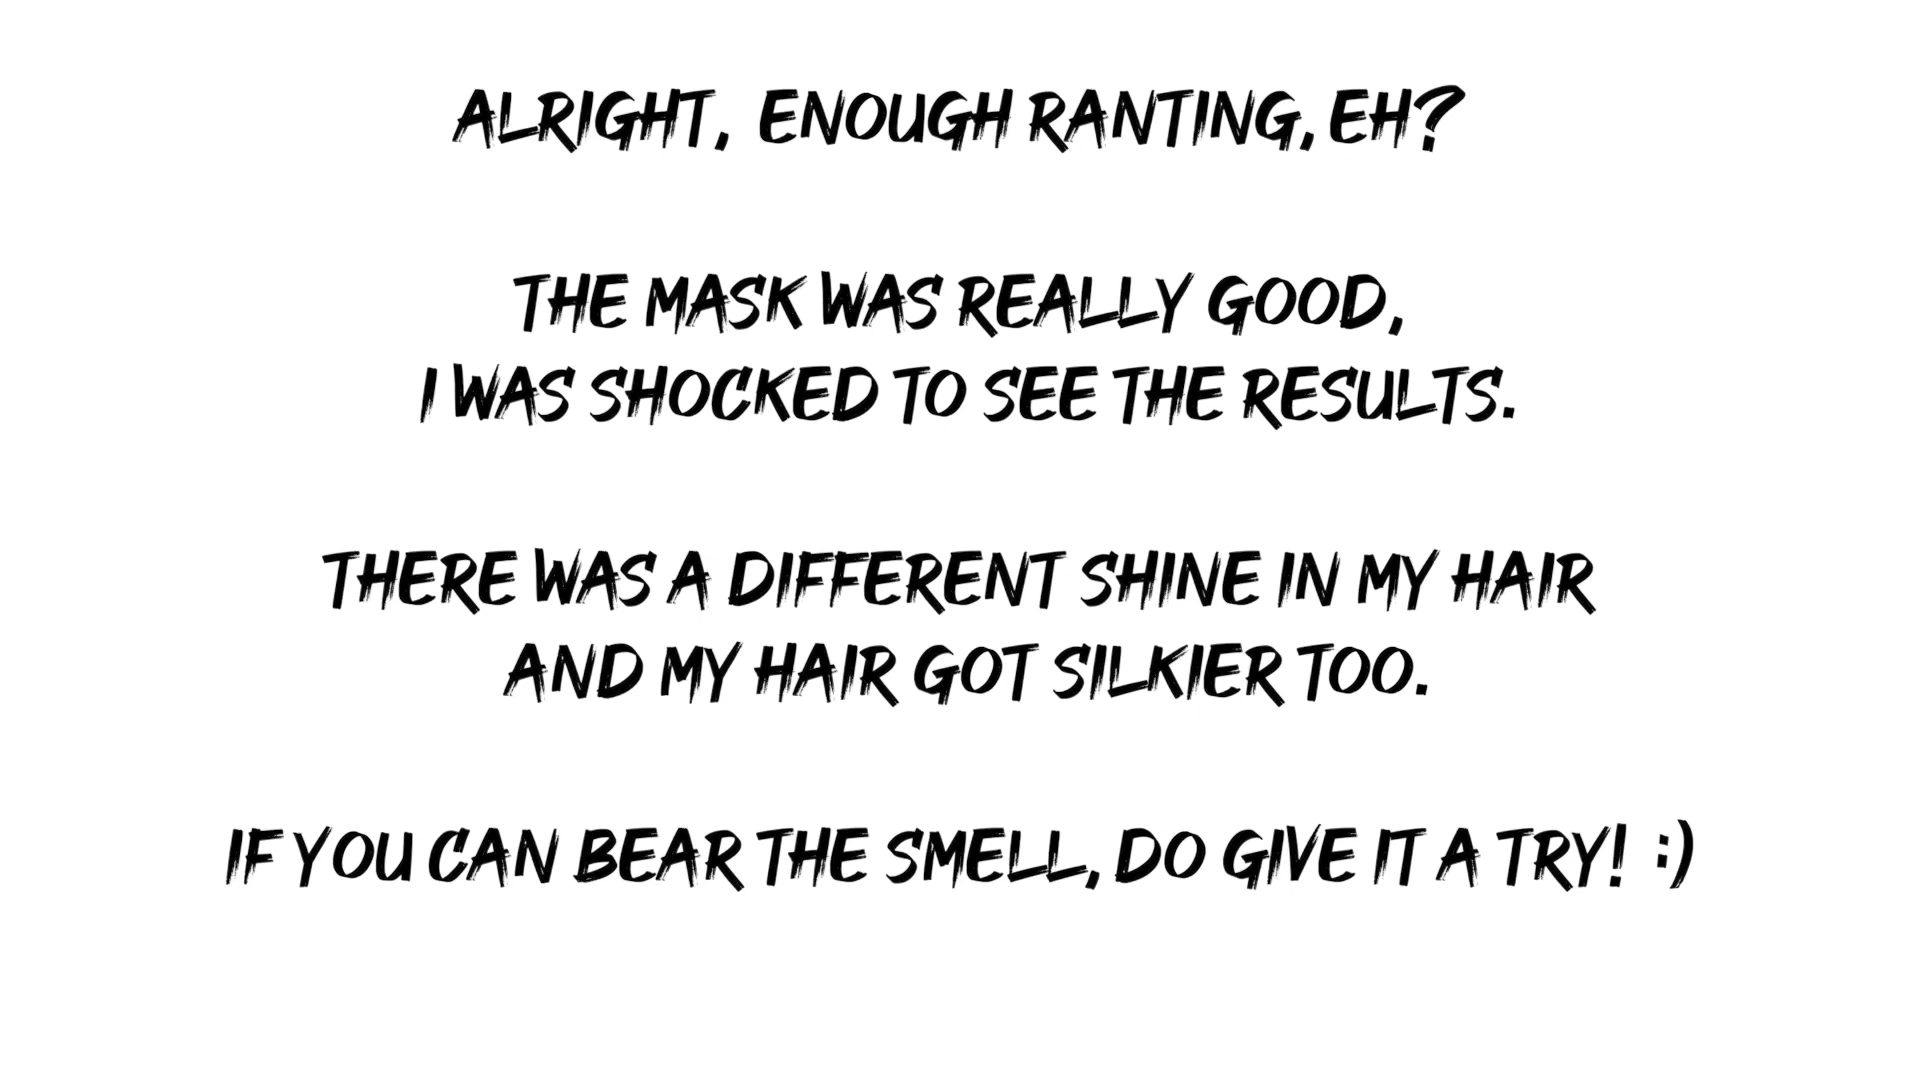 ALRIGHT, ENOUGH RANTING, EH?
THE MASK WAS REALLY GOOD,
I WAS SHOCKED TO SEE THE RESULTS.
THERE WAS A DIFFERENT SHINE IN MY HAIR
AND MY HAIR GOT SILKIER TOO.
IF YOU CAN BEAR THE SMELL, DO GIVE IT A TRY! :)